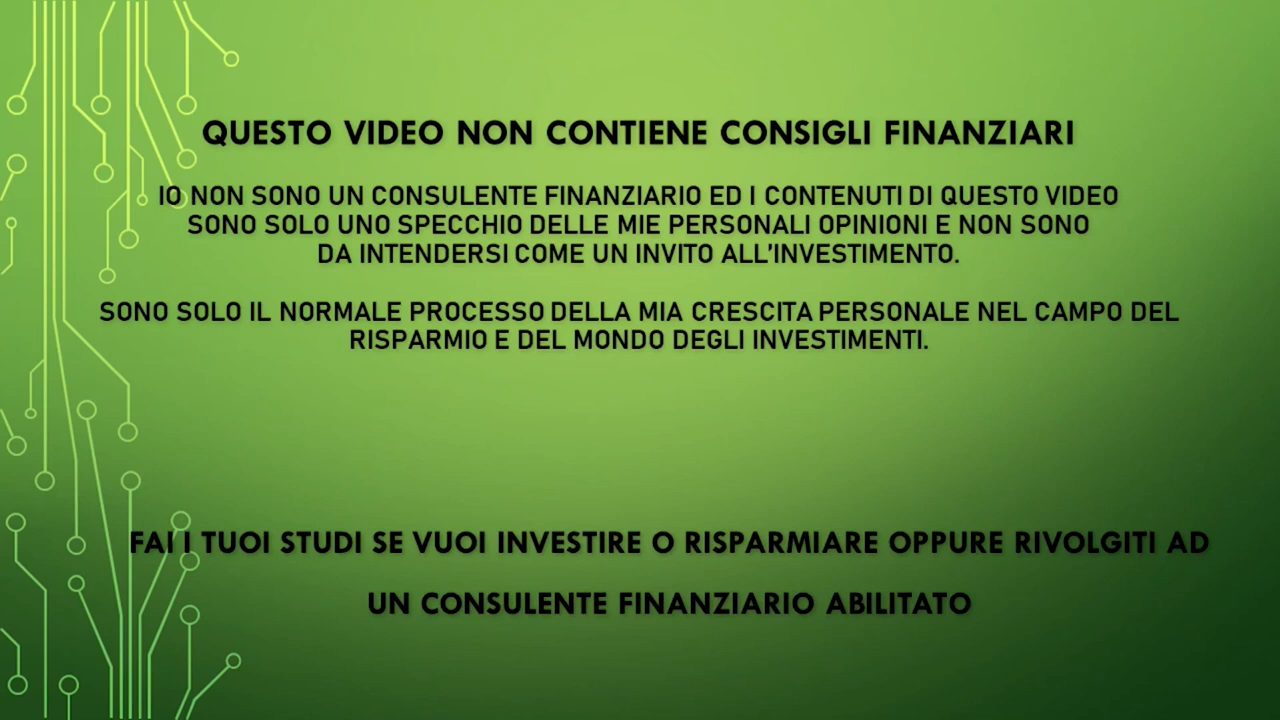 QUESTO VIDEO NON CONTIENE CONSIGLI FINANZIARI
IO NON SONO UN CONSULENTE FINANZIARIO ED I CONTENUTI DI QUESTO VIDEO
SONO SOLO UNO SPECCHIO DELLE MIE PERSONALI OPINIONI E NON SONO
DA INTENDERSI COME UN INVITO ALL'INVESTIMENTO.
SONO SOLO IL NORMALE PROCESSO DELLA MIA CRESCITA PERSONALE NEL CAMPO DEL
RISPARMIO E DEL MONDO DEGLI INVESTIMENTI.
FAI I TUOI STUDI SE VUOI INVESTIRE O RISPARMIARE OPPURE RIVOLGITI AD
UN CONSULENTE FINANZIARIO ABILITATO